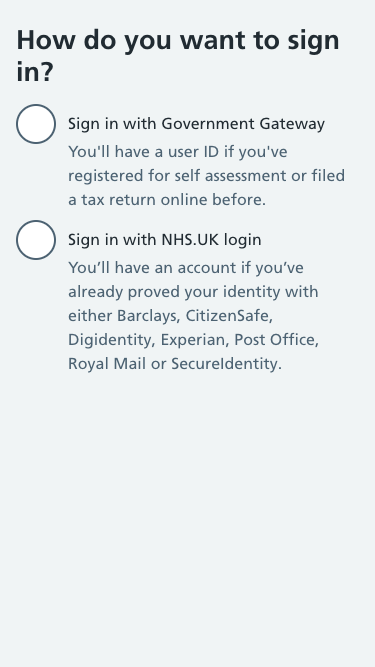 How do you want to sign
in?
Sign in with Government Gateway
You'll have a user ID if you've
registered for self assessment or filed
a tax return online before.
Sign in with NHS.UK login
You’ll have an account if you’ve
already proved your identity with
either Barclays, CitizenSafe,
Digidentity, Experian, Post Office,
Royal Mail or SecureIdentity.